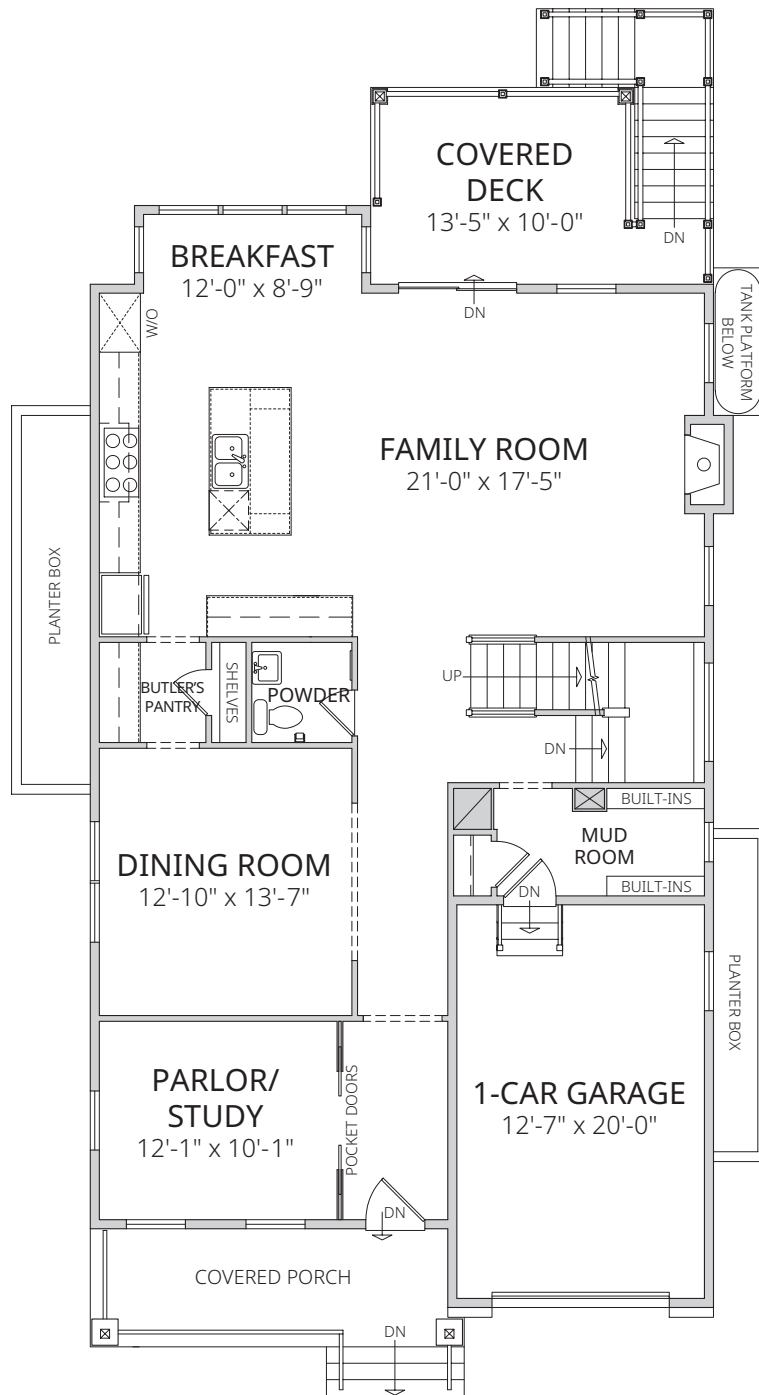 COVERED
DECK
13'-5" x 10'-0"
DN
BREAKFAST
12'-0" x 8'-9"
DN
W/O
TANK PLATFORM
BELOW
FAMILY ROOM
21'-0" x 17'-5"
PLANTER BOX
BUTLER'S
PANTRY
SHELVES
POWDER
UP
DN
BUILT-INS
MUD
ROOM
BUILT-INS
DN
DINING ROOM
12'-10" x 13'-7"
PLANTER BOX
PARLOR/
STUDY
12'-1" x 10'-1"
POCKET DOORS
1-CAR GARAGE
12'-7" x 20'-0"
DN
COVERED PORCH
DN